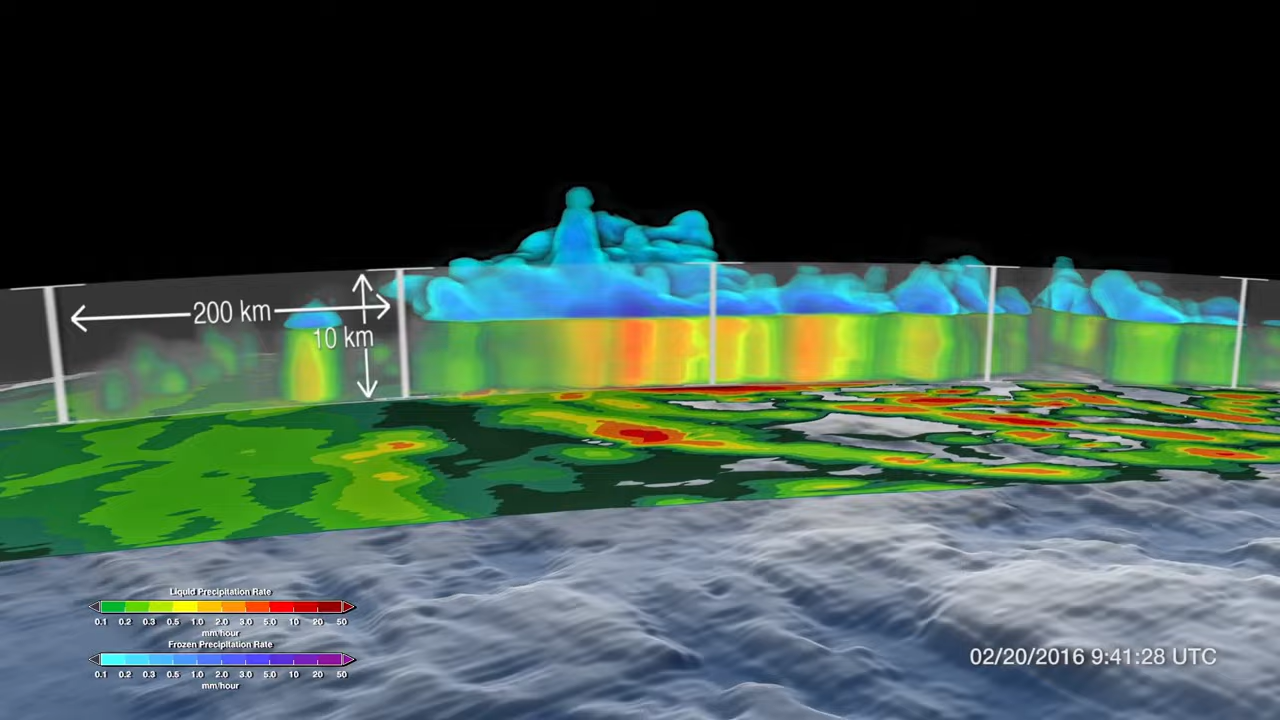 200 km
10 km
Liquid Precipitation Rate
0.1 0.2 0.3 0.5 1.0 2.0 3.0 5.0 10 20 50
mm/hour
Frozen Precipitation Rate
0.1 0.2 0.3 0.5 1.0 2.0 3.0 5.0 10 20 50
mm/hour
02/20/2016 9:41:28 UTC